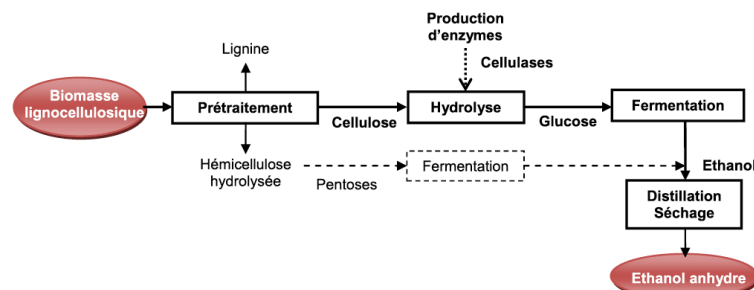 Production
d'enzymes
Lignine
Cellulases
Biomasse
lignocellulosique
Prétraitement
Hydrolyse
Fermentation
Cellulose
Glucose
Hémicellulose
hydrolysée
Pentoses
Fermentation
Ethanol
Distillation
Séchage
Ethanol anhydre